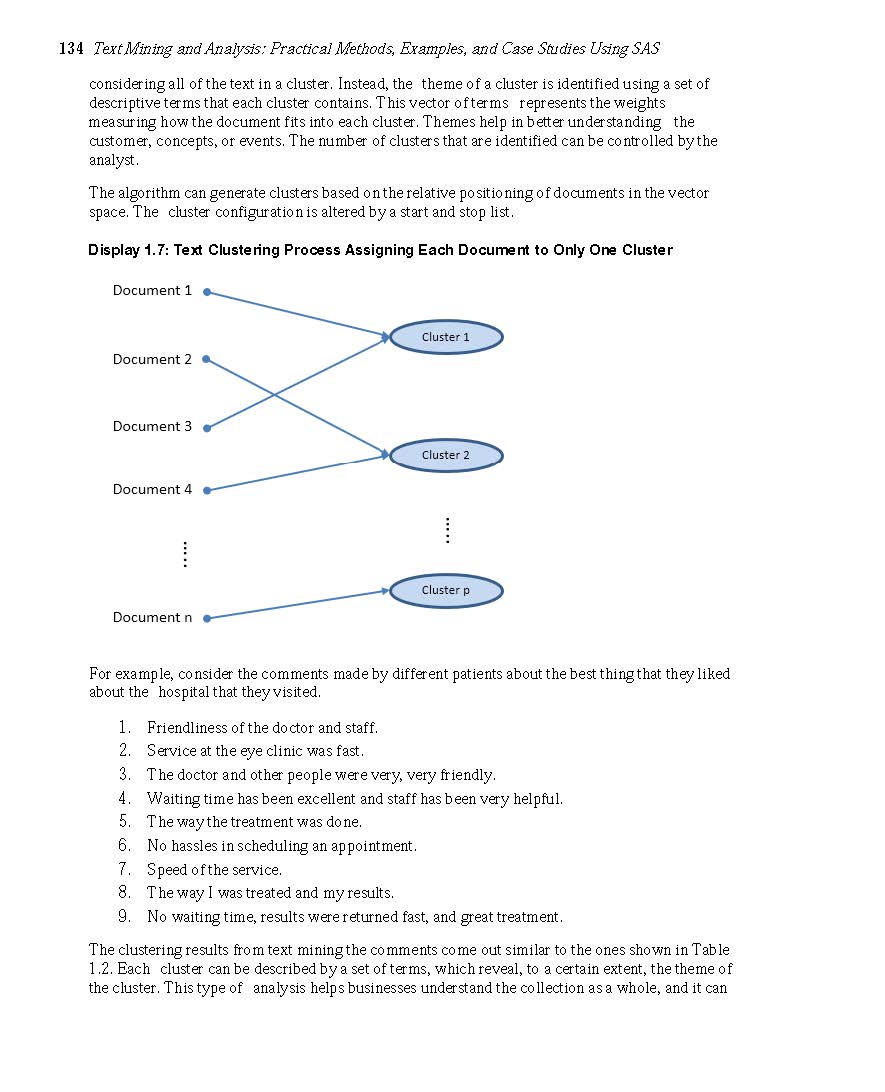 134 Text Mining and Analysis: Practical Methods, Examples, and Case Studies Using SAS
considering all of the text in a cluster. Instead, the theme of a cluster is identified using a set of
descriptive terms that each cluster contains. This vector of terms represents the weights
measuring how the document fits into each cluster. Themes help in better understanding the
customer, concepts, or events. The number of clusters that are identified can be controlled by the
analyst.
The algorithm can generate clusters based on the relative positioning of documents in the vector
space. The cluster configuration is altered by a start and stop list.
Display 1.7: Text Clustering Process Assigning Each Document to Only One Cluster
Document 1
Cluster 1
Document 2
Document 3
Cluster 2
Document 4
Cluster p
Document n
For example, consider the comments made by different patients about the best thing that they liked
about the hospital that they visited.
1. Friendliness of the doctor and staff.
2. Service at the eye clinic was fast.
3. The doctor and other people were very, very friendly.
4. Waiting time has been excellent and staff has been very helpful.
5. The way the treatment was done.
6. No hassles in scheduling an appointment.
7. Speed of the service.
8. The way I was treated and my results.
9. No waiting time, results were returned fast, and great treatment.
The clustering results from text mining the comments come out similar to the ones shown in Table
1.2. Each cluster can be described by a set of terms, which reveal, to a certain extent, the theme of
the cluster. This type of analysis helps businesses understand the collection as a whole, and it can